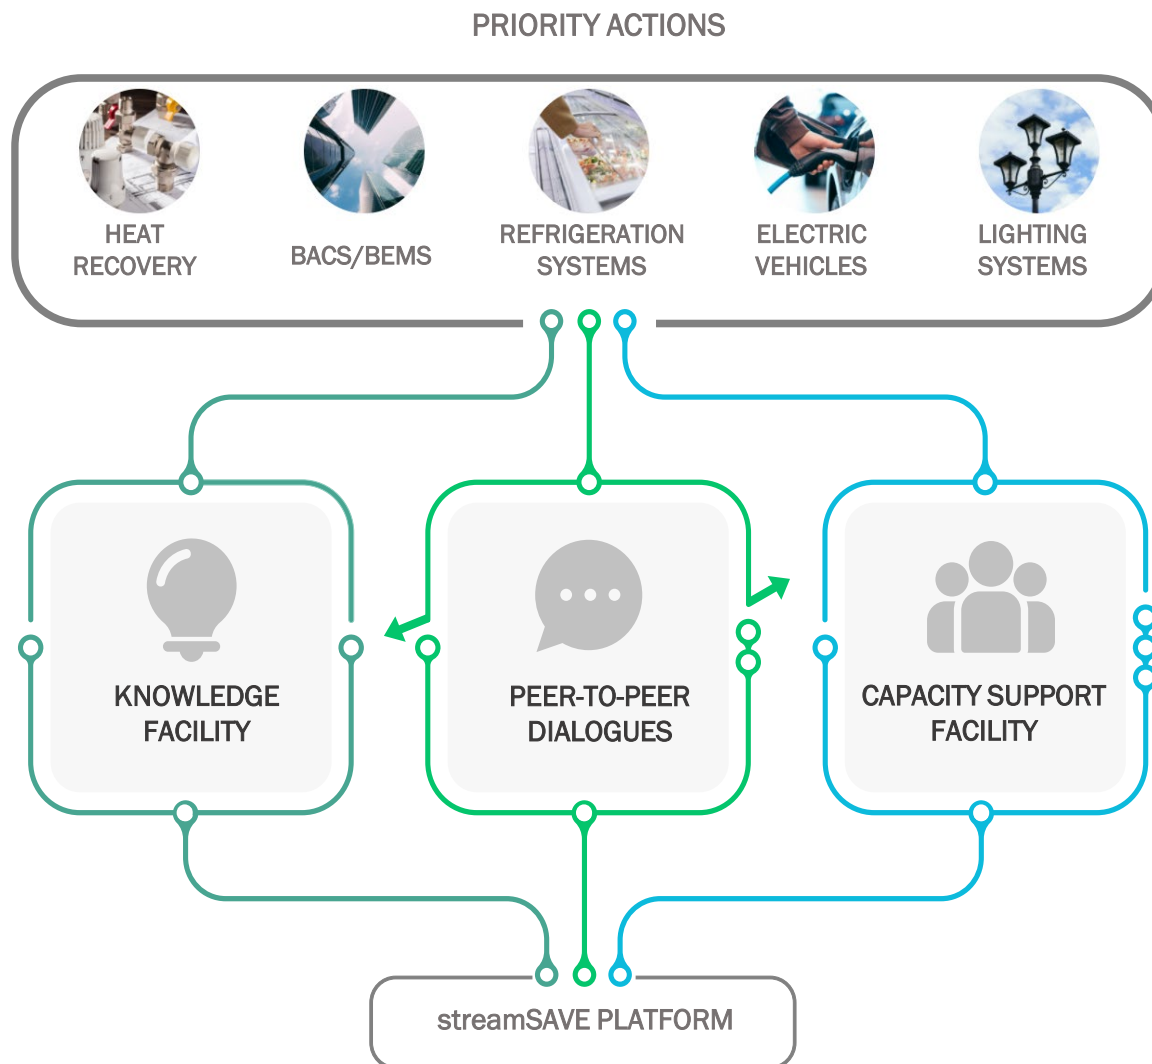 PRIORITY ACTIONS
HEAT
RECOVERY
BACS/BEMS
REFRIGERATION
SYSTEMS
ELECTRIC
VEHICLES
LIGHTING
SYSTEMS
KNOWLEDGE
FACILITY
PEER-TO-PEER
DIALOGUES
CAPACITY SUPPORT
FACILITY
streamSAVE PLATFORM